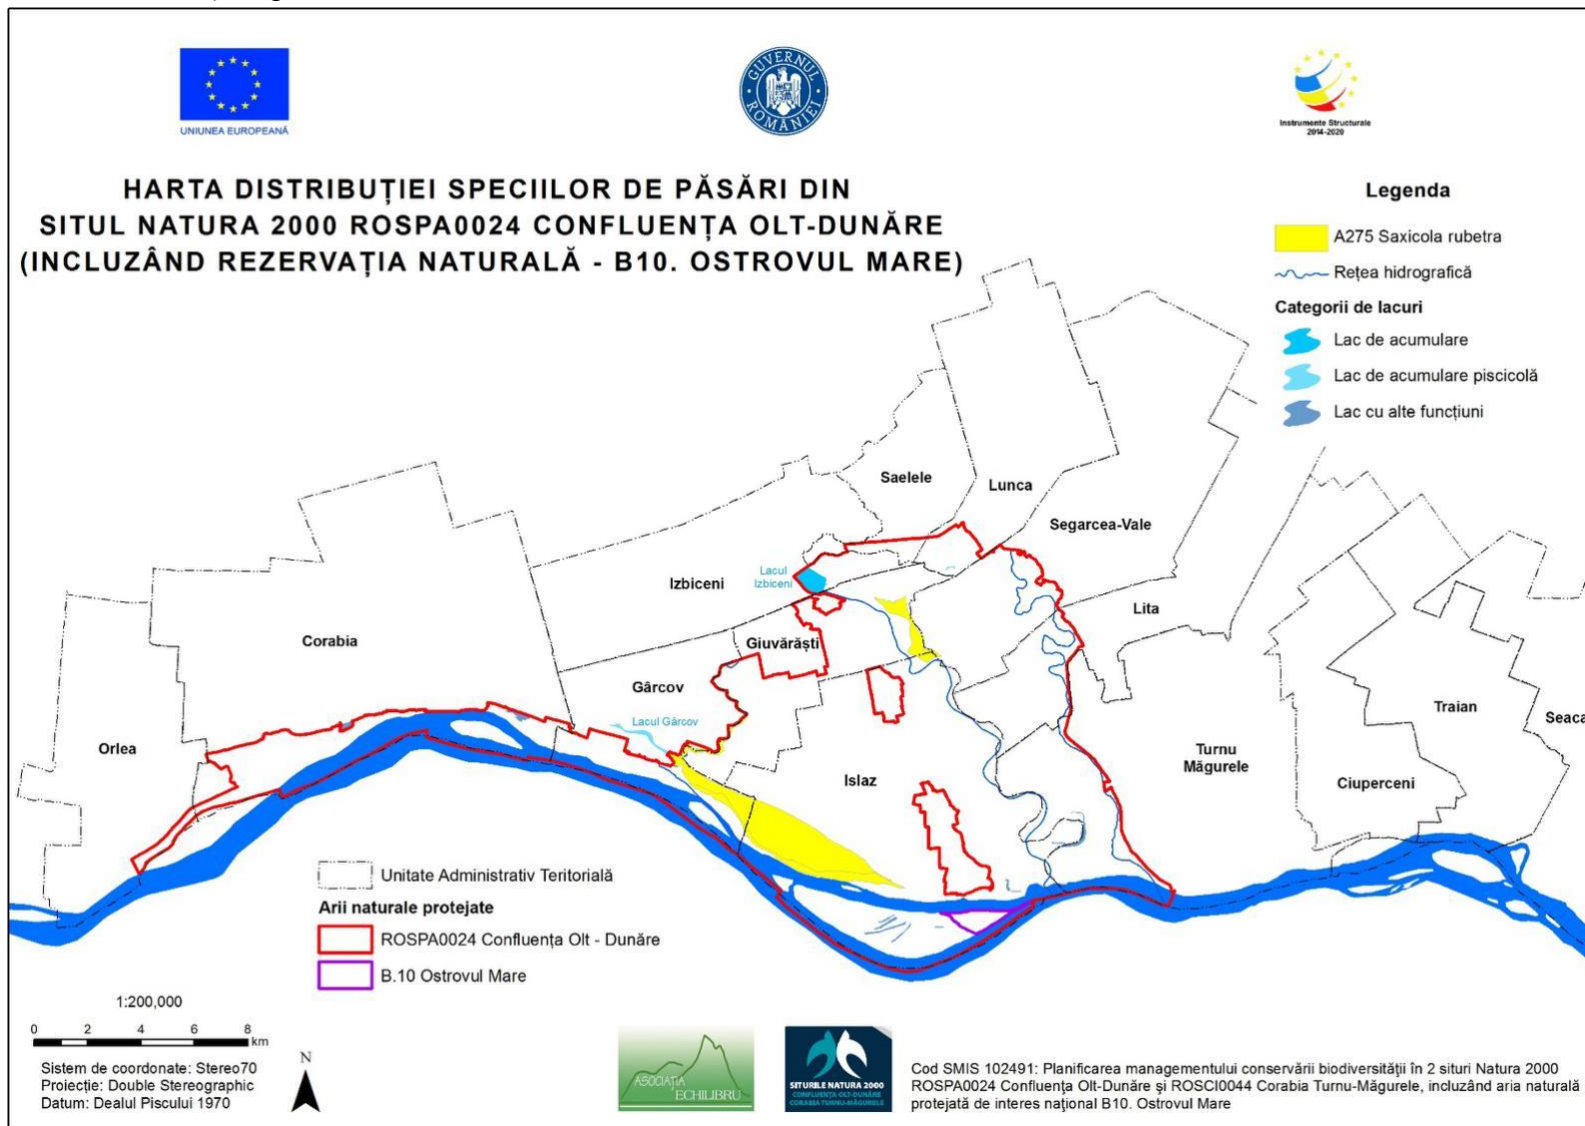 UNIUNEA EUROPEANĂ
GUVERNUL ROMÂNIEI
Instrumente Structurale
2014-2020
HARTA DISTRIBUȚIEI SPECIILOR DE PĂSĂRI DIN
SITUL NATURA 2000 ROSPA0024 CONFLUENȚA OLT-DUNĂRE
(INCLUZÂND REZERVAȚIA NATURALĂ - B10. OSTROVUL MARE)
Legenda
A275 Saxicola rubetra
Rețea hidrografică
Categorii de lacuri
Lac de acumulare
Lac de acumulare piscicolă
Lac cu alte funcțiuni
Saelele
Lunca
Segarcea-Vale
Izbiceni
Lacul
Izbiceni
Lita
Corabia
Giuvărăști
Gârcov
Lacul Gârcov
Orlea
Islaz
Turnu
Măgurele
Traian
Seaca
Ciuperceni
Unitate Administrativ Teritorială
Arii naturale protejate
ROSPA0024 Confluența Olt - Dunăre
B.10 Ostrovul Mare
1:200,000
0 2 4 6 8
km
N
Sistem de coordonate: Stereo70
Proiecție: Double Stereographic
Datum: Dealul Piscului 1970
ASOCIAȚIA
ECHILIBRU
SITURILE NATURA 2000
CONFLUENȚA OLT-DUNĂRE
CORABIA TURNU-MĂGURELE
Cod SMIS 102491: Planificarea managementului conservării biodiversității în 2 situri Natura 2000
ROSPA0024 Confluența Olt-Dunăre și ROSCI0044 Corabia Turnu-Măgurele, incluzând aria naturală
protejată de interes național B10. Ostrovul Mare